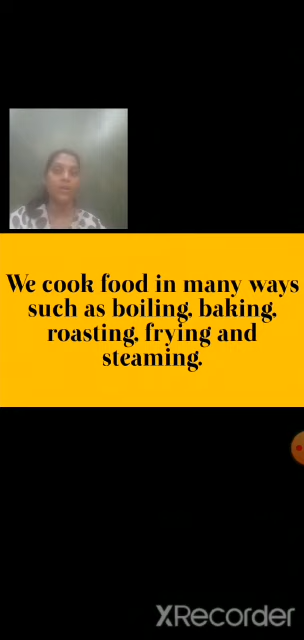 We cook food in many ways
such as boiling, baking,
roasting, frying and
steaming.
XRecorder